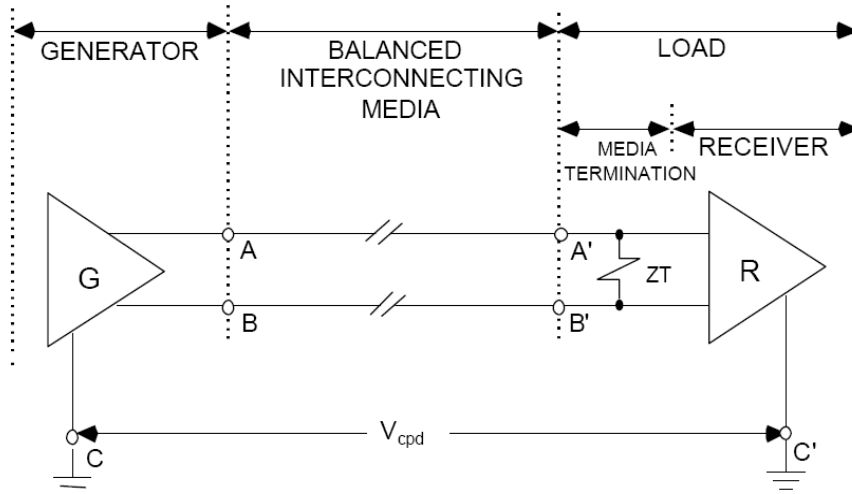 GENERATOR
BALANCED
INTERCONNECTING
MEDIA
LOAD
MEDIA
TERMINATION
RECEIVER
A
A'
G
ZT
R
B
B'
Vcpd
C
C'